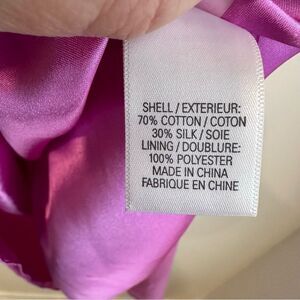 SHELL / EXTERIEUR:
70% COTTON / COTON
30% SILK / SOIE
LINING / DOUBLURE:
100% POLYESTER
MADE IN CHINA
FABRIQUE EN CHINE